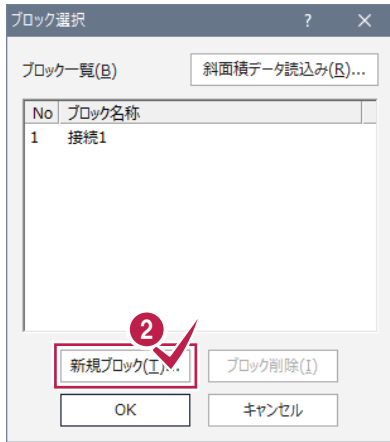 ブロック選択 ? ×
ブロック一覧(B) 斜面積データ読込み(R)...
No ブロック名称
1 接続1
2
新規ブロック(T)... ブロック削除(I)
OK キャンセル